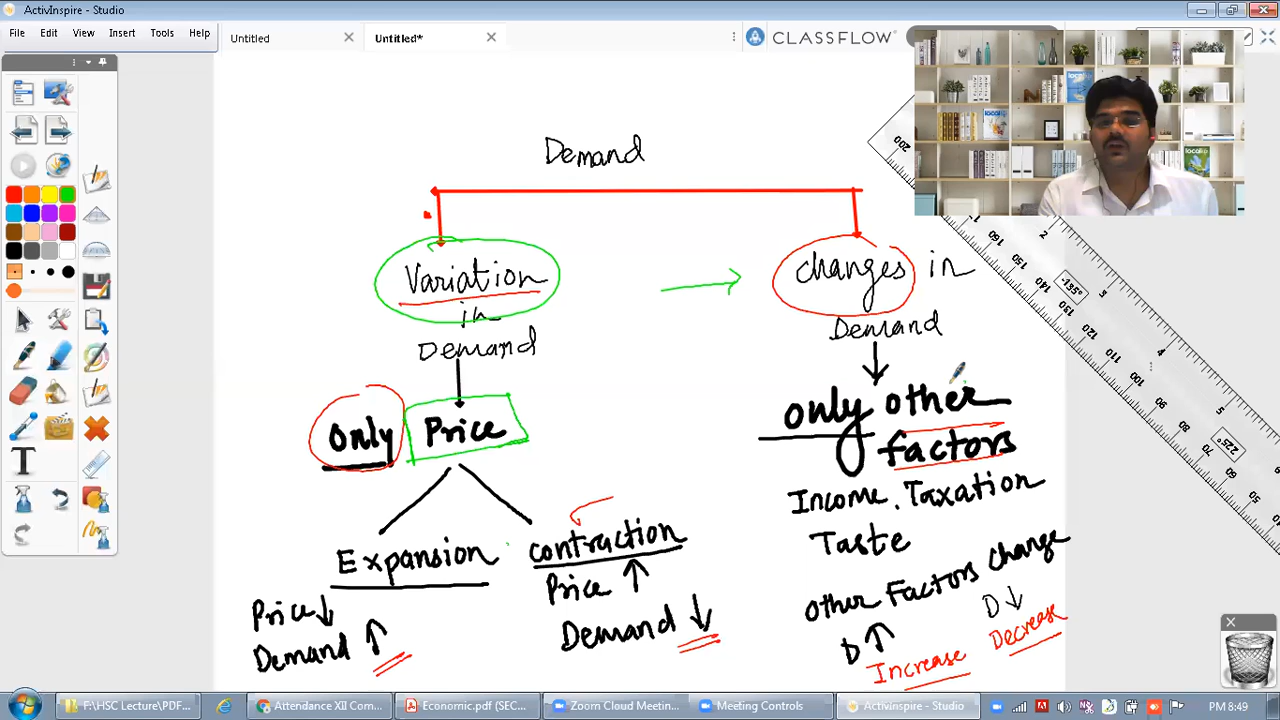 ActivInspire - Studio
File Edit View Insert Tools Help
Untitled
Untitled*
CLASSFLOW
Demand
Variation
in
Demand
changes in
Demand
only Price
only other
factors
Income. Taxation
Taste
Expansion
contraction
Price ↓
Demand ↑
Price ↑
Demand ↓
Other Factors change
D ↑
Increase
D ↓
Decrease
F:\HSC Lecture\PDF...
Attendance XII Com...
Economic.pdf (SEC...
Zoom Cloud Meetin...
Meeting Controls
ActivInspire - Studio
PM 8:49